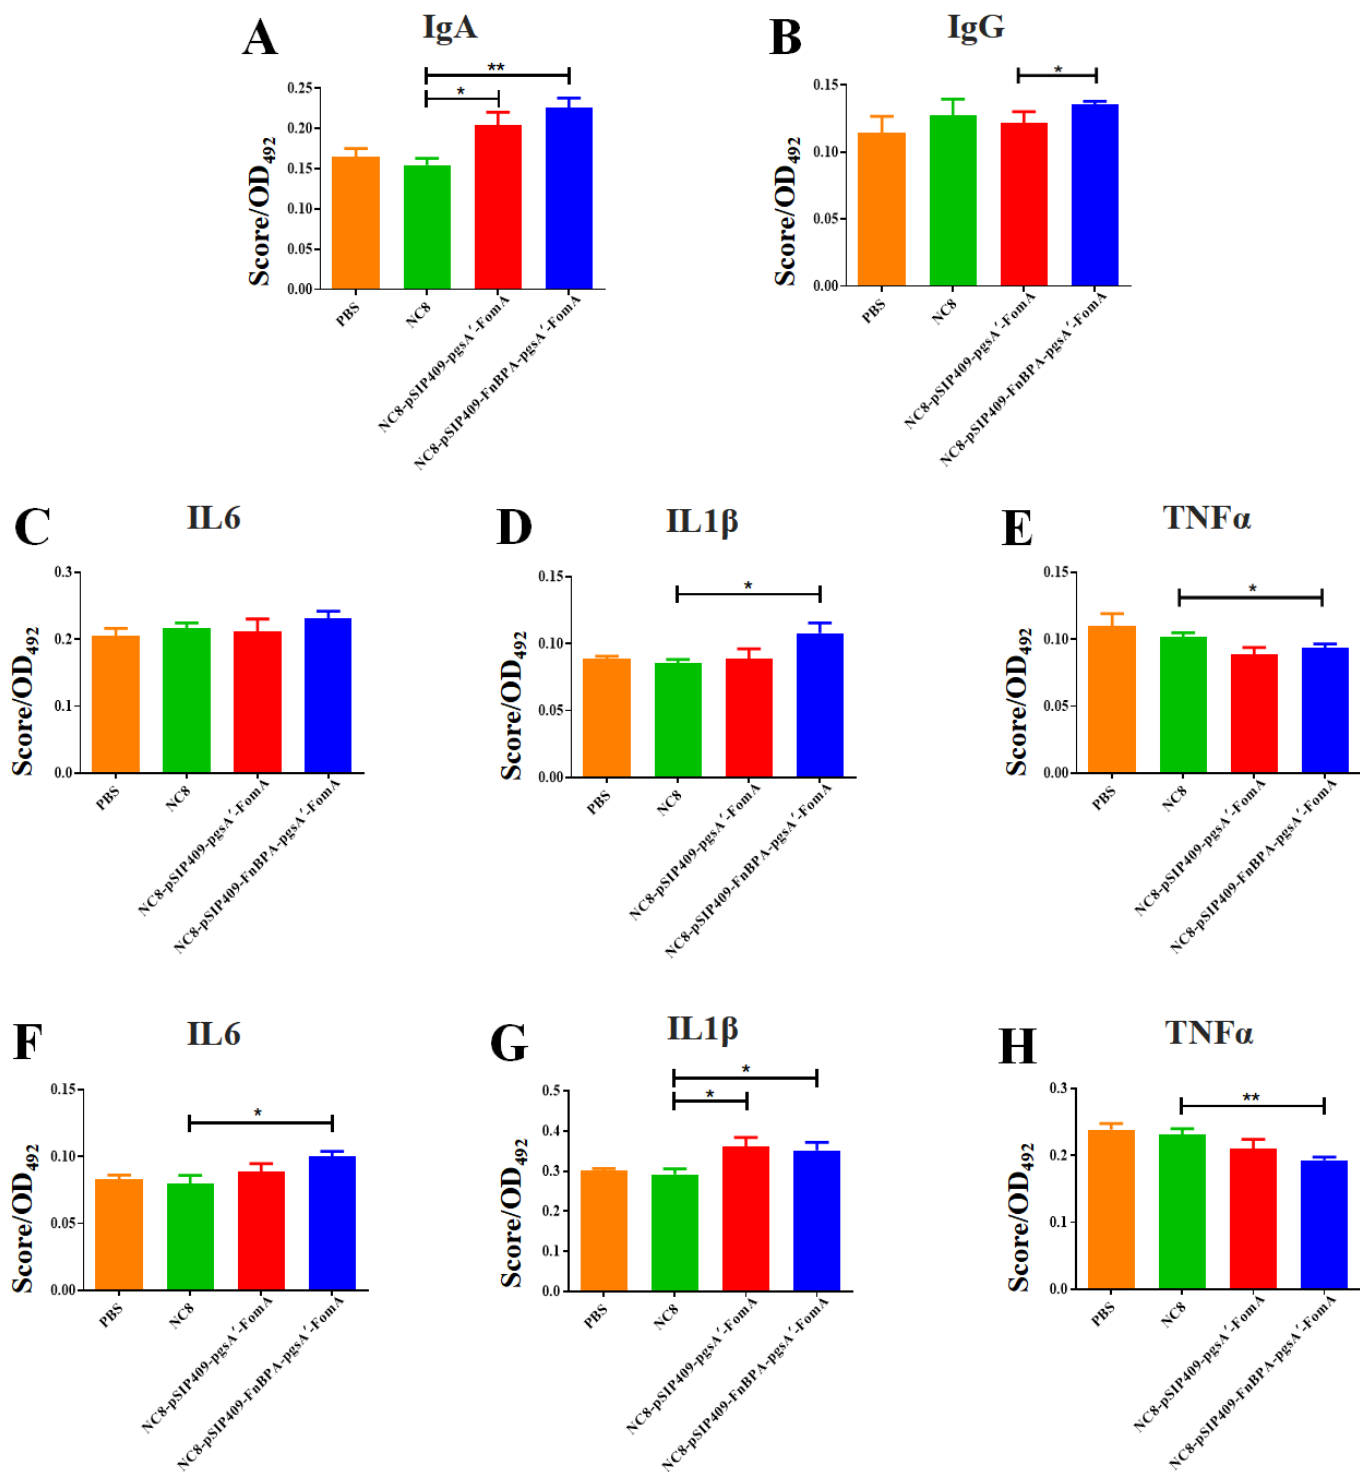 A
IgA
Score/OD492
0.25
0.20
0.15
0.10
0.05
0.00
**
*
PBS
NC8
NC8-pSIP409-pgsA´-FomA
NC8-pSIP409-FnBPA-pgsA´-FomA
B
IgG
Score/OD492
0.15
0.10
0.05
0.00
*
PBS
NC8
NC8-pSIP409-pgsA´-FomA
NC8-pSIP409-FnBPA-pgsA´-FomA
C
IL6
Score/OD492
0.3
0.2
0.1
0.0
PBS
NC8
NC8-pSIP409-pgsA´-FomA
NC8-pSIP409-FnBPA-pgsA´-FomA
D
IL1β
Score/OD492
0.15
0.10
0.05
0.00
*
PBS
NC8
NC8-pSIP409-pgsA´-FomA
NC8-pSIP409-FnBPA-pgsA´-FomA
E
TNFα
Score/OD492
0.15
0.10
0.05
0.00
*
PBS
NC8
NC8-pSIP409-pgsA´-FomA
NC8-pSIP409-FnBPA-pgsA´-FomA
F
IL6
Score/OD492
0.15
0.10
0.05
0.00
*
PBS
NC8
NC8-pSIP409-pgsA´-FomA
NC8-pSIP409-FnBPA-pgsA´-FomA
G
IL1β
Score/OD492
0.5
0.4
0.3
0.2
0.1
0.0
*
*
PBS
NC8
NC8-pSIP409-pgsA´-FomA
NC8-pSIP409-FnBPA-pgsA´-FomA
H
TNFα
Score/OD492
0.3
0.2
0.1
0.0
**
PBS
NC8
NC8-pSIP409-pgsA´-FomA
NC8-pSIP409-FnBPA-pgsA´-FomA